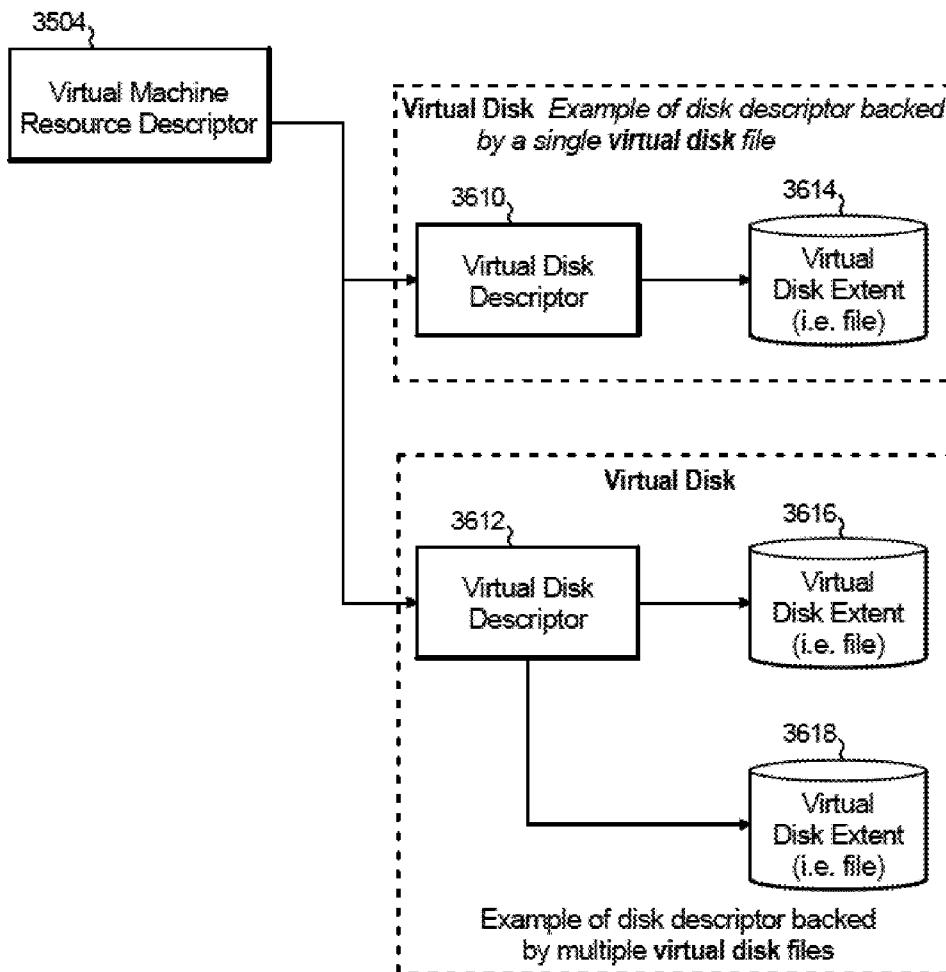 3504
Virtual Machine
Resource Descriptor
Virtual Disk Example of disk descriptor backed
by a single virtual disk file
3610
Virtual Disk
Descriptor
3614
Virtual
Disk Extent
(i.e. file)
Virtual Disk
3612
Virtual Disk
Descriptor
3616
Virtual
Disk Extent
(i.e. file)
3618
Virtual
Disk Extent
(i.e. file)
Example of disk descriptor backed
by multiple virtual disk files